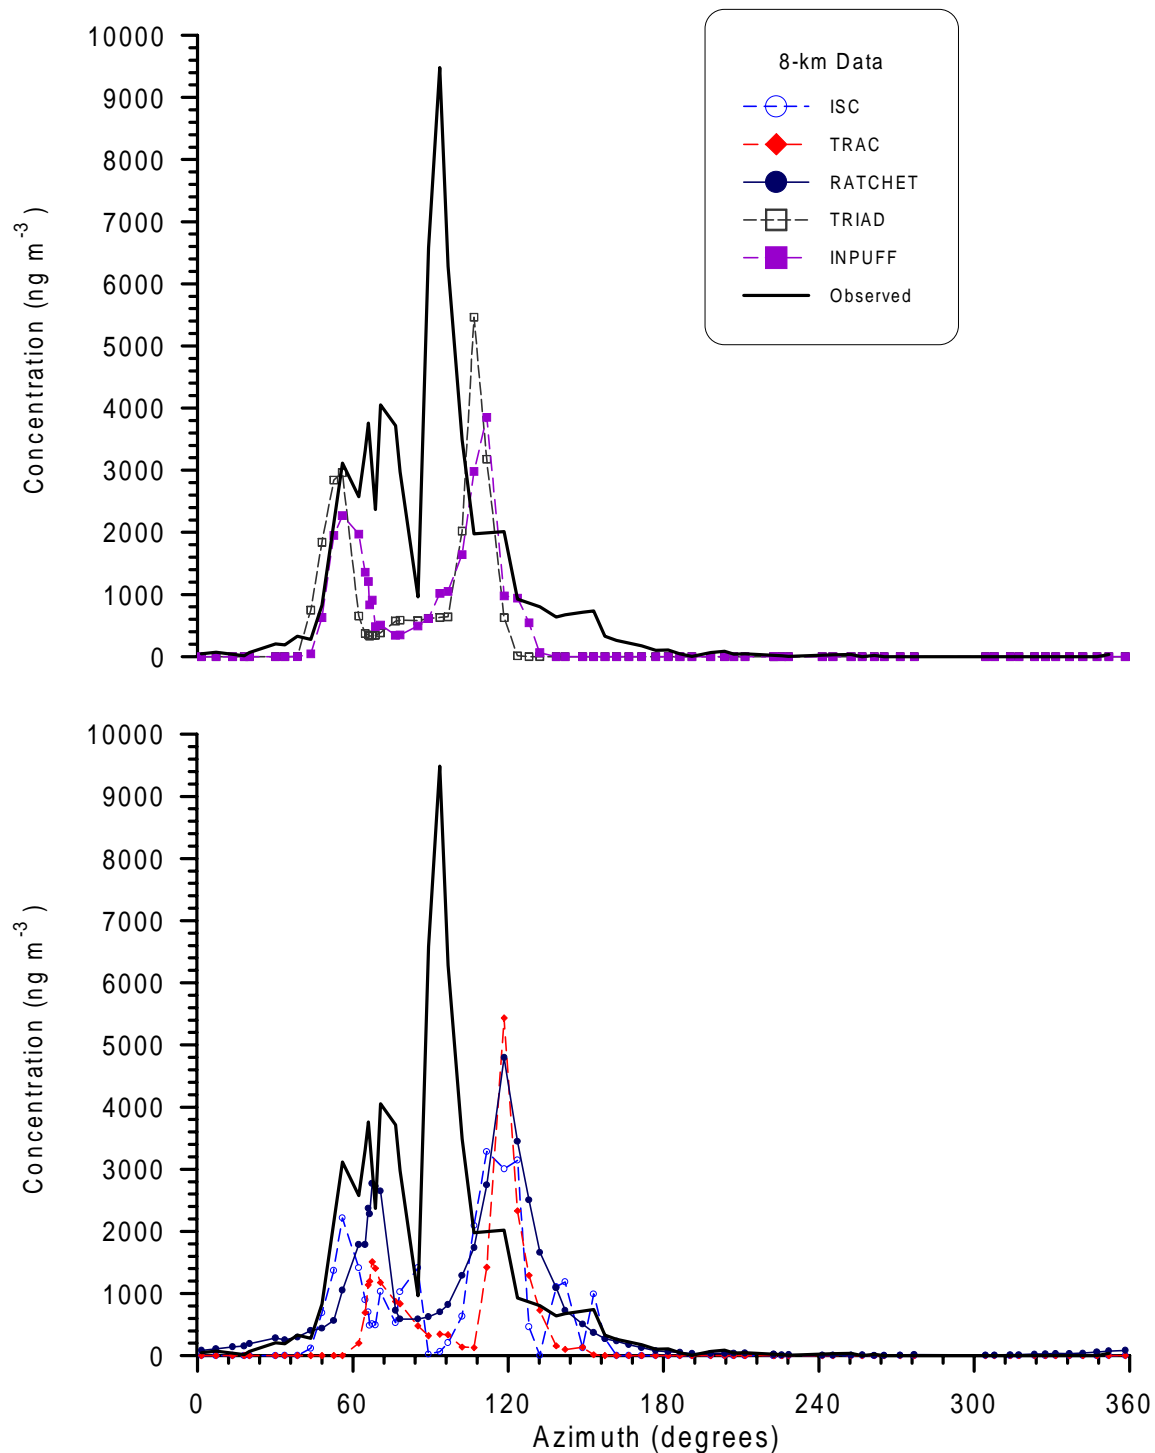 8-km Data
ISC
TRAC
RATCHET
TRIAD
INPUFF
Observed
10000
9000
8000
7000
6000
5000
4000
3000
2000
1000
0
Concentration (ng m⁻³)
10000
9000
8000
7000
6000
5000
4000
3000
2000
1000
0
Concentration (ng m⁻³)
0 60 120 180 240 300 360
Azimuth (degrees)